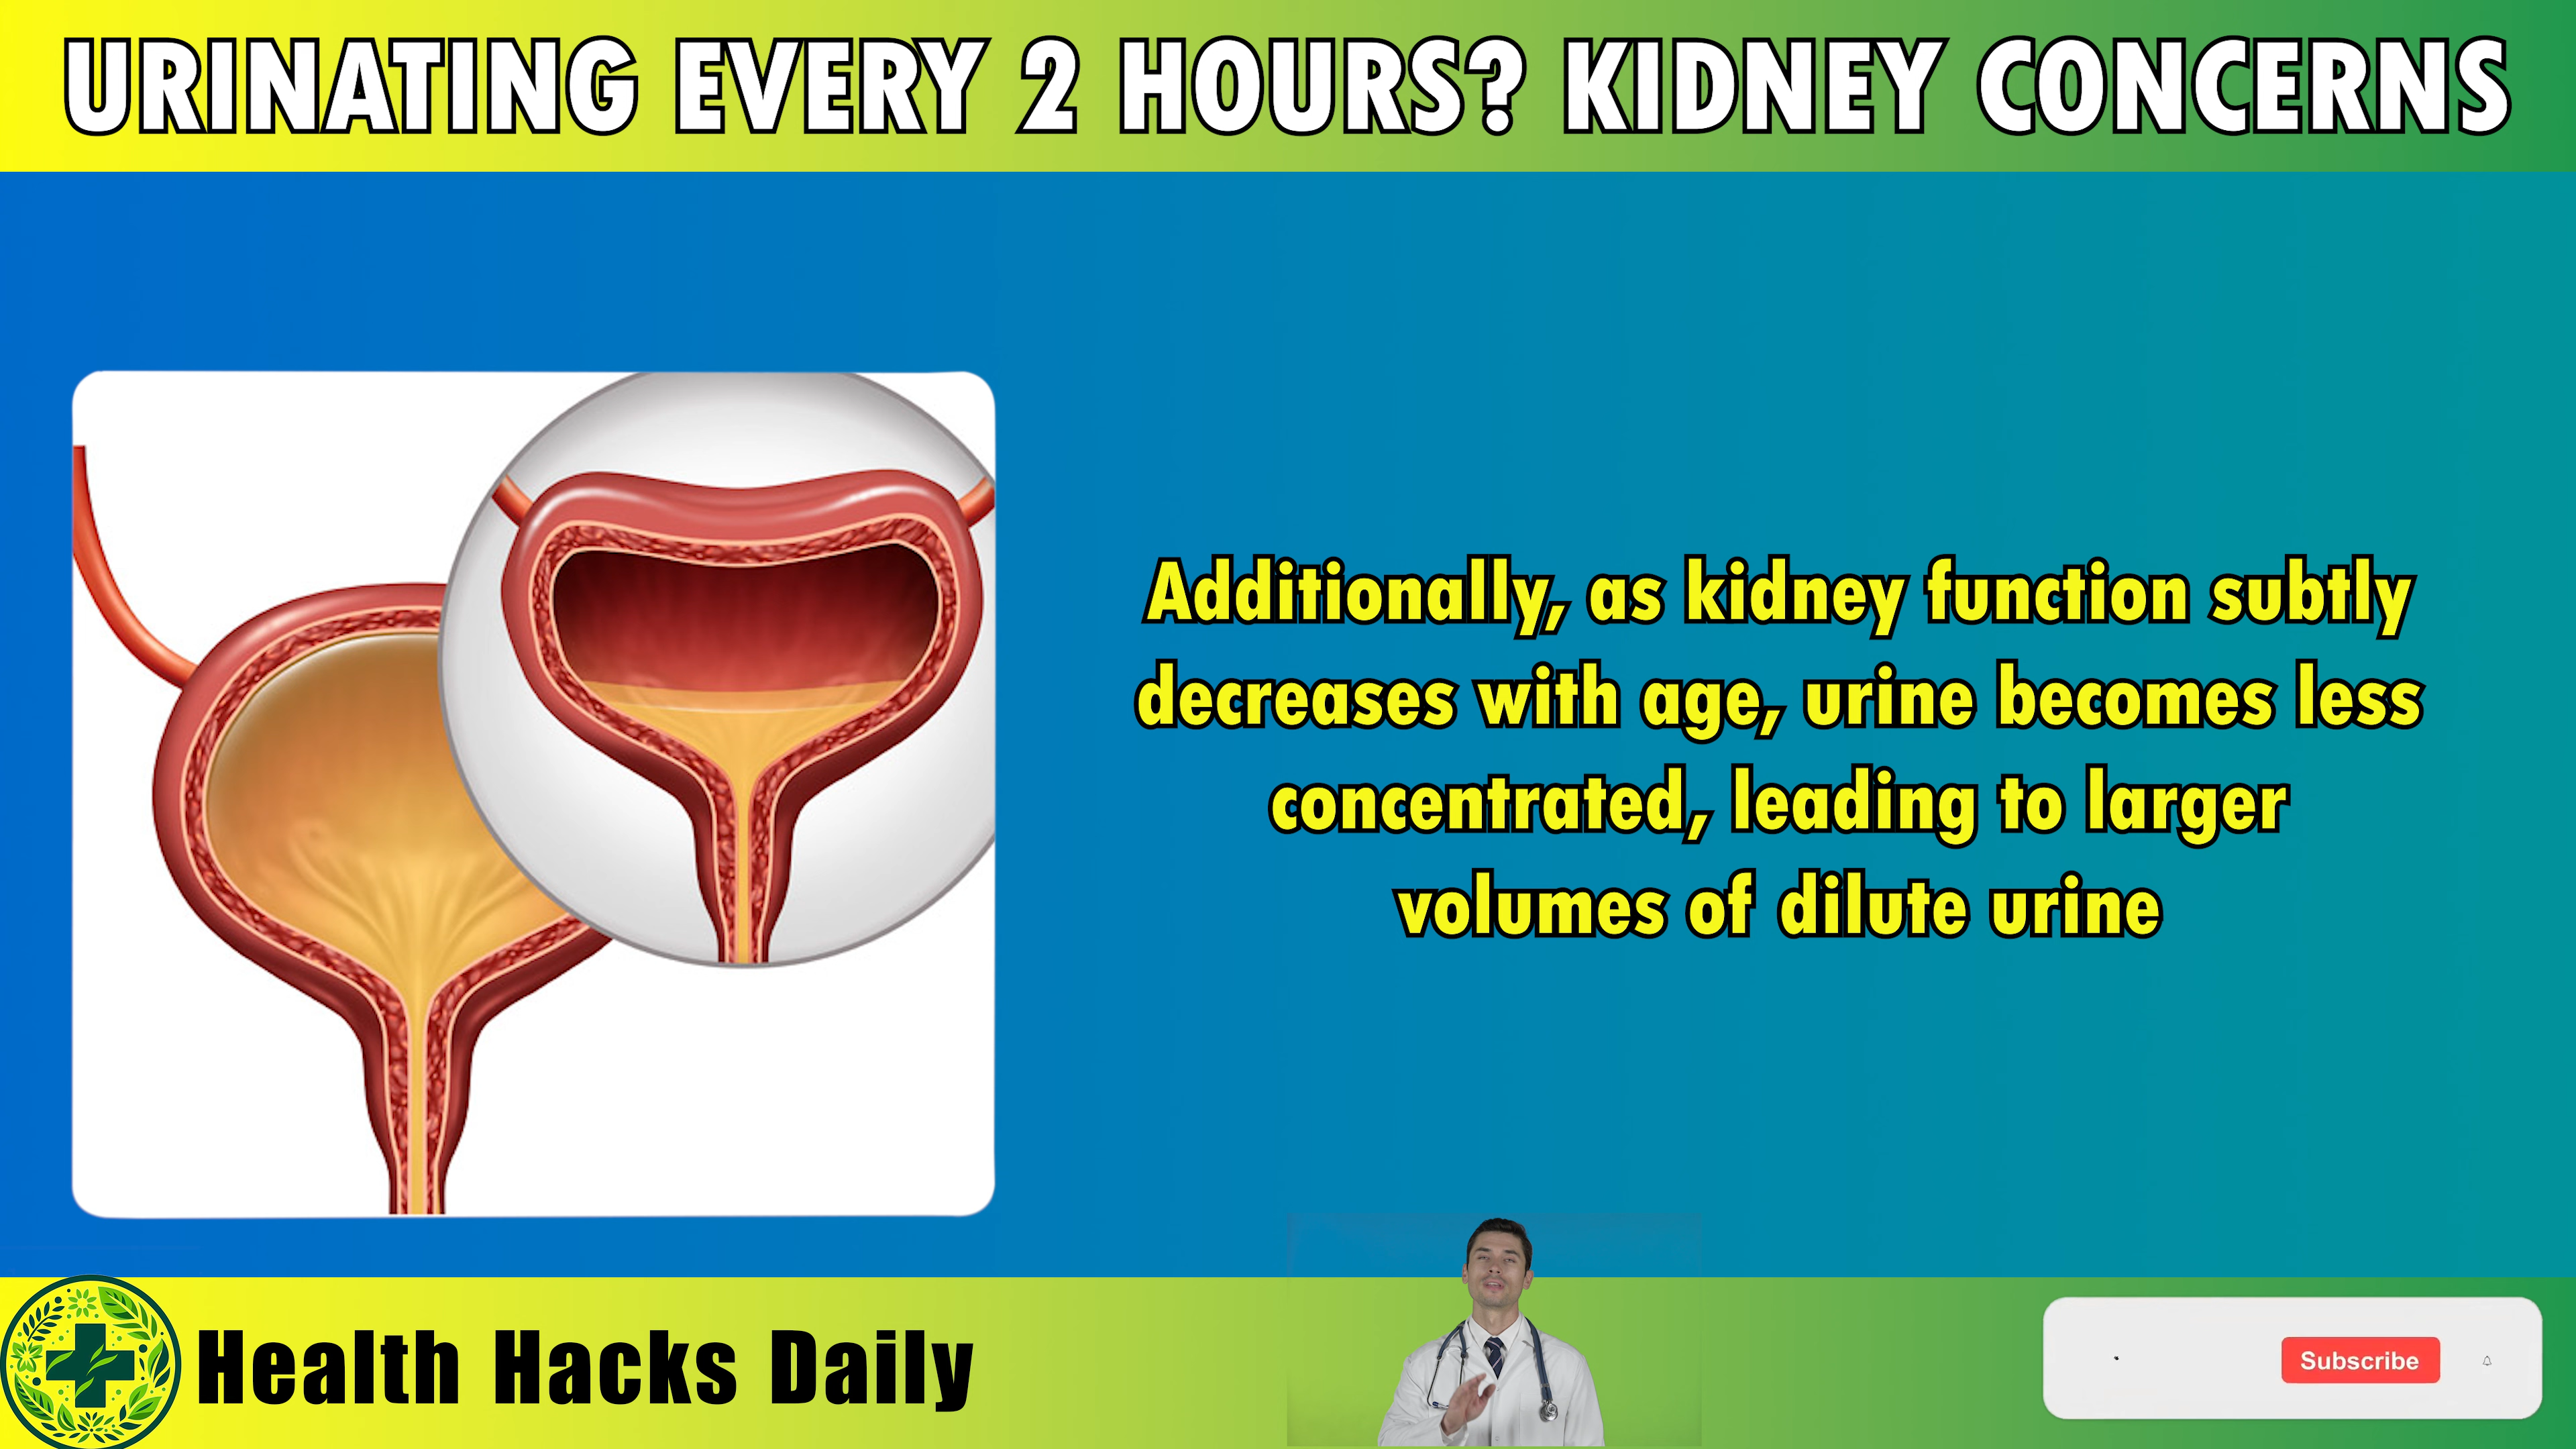 URINATING EVERY 2 HOURS? KIDNEY CONCERNS
Additionally, as kidney function subtly
decreases with age, urine becomes less
concentrated, leading to larger
volumes of dilute urine
Health Hacks Daily
Subscribe